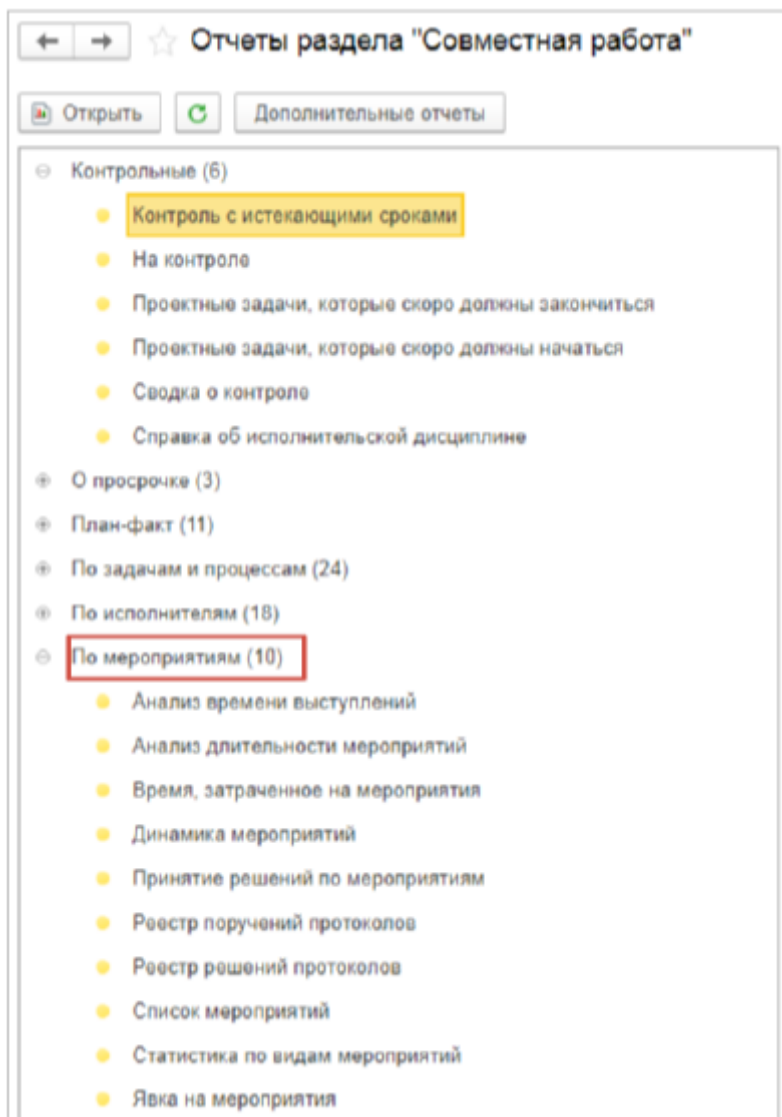 Отчеты раздела "Совместная работа"
Открыть Дополнительные отчеты
Контрольные (6)
Контроль с истекающими сроками
На контроле
Проектные задачи, которые скоро должны закончиться
Проектные задачи, которые скоро должны начаться
Сводка о контроле
Справка об исполнительской дисциплине
О просрочке (3)
План-факт (11)
По задачам и процессам (24)
По исполнителям (18)
По мероприятиям (10)
Анализ времени выступлений
Анализ длительности мероприятий
Время, затраченное на мероприятия
Динамика мероприятий
Принятие решений по мероприятиям
Реестр поручений протоколов
Реестр решений протоколов
Список мероприятий
Статистика по видам мероприятий
Явка на мероприятия